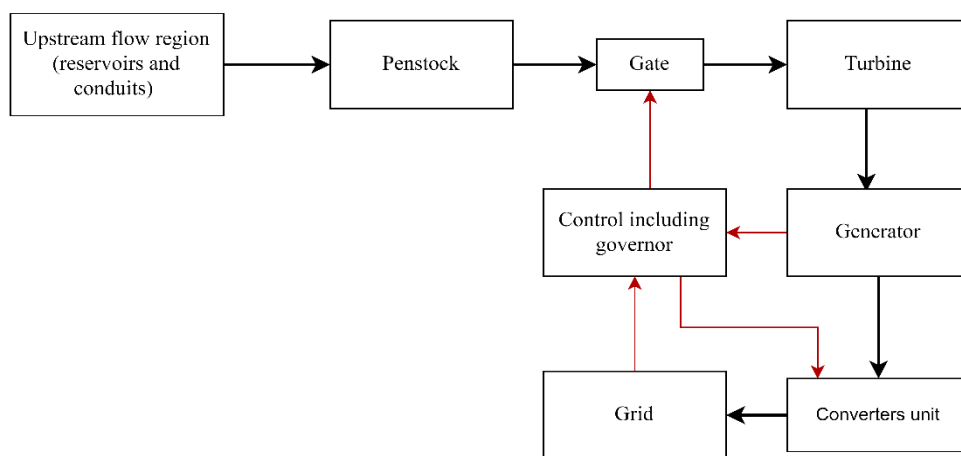 Upstream flow region
(reservoirs and
conduits)
Penstock
Gate
Turbine
Control including
governor
Generator
Grid
Converters unit